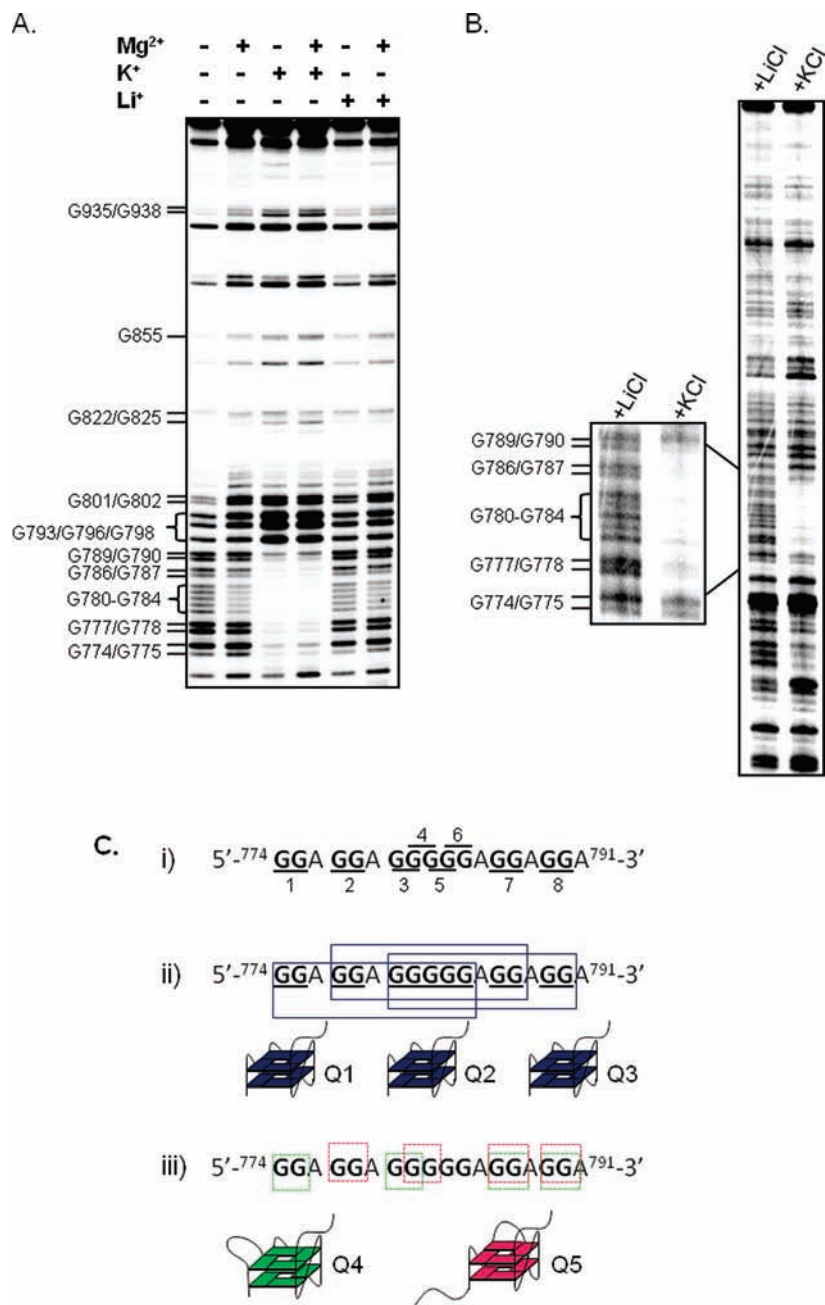 A.
Mg²⁺ - + - + - +
K⁺ - - + + - -
Li⁺ - - - - + +
G935/G938
G855
G822/G825
G801/G802
G793/G796/G798
G789/G790
G786/G787
G780-G784
G777/G778
G774/G775
B.
+LiCl +KCl
+LiCl +KCl
G789/G790
G786/G787
G780-G784
G777/G778
G774/G775
C.
4 6
i) 5′-⁷⁷⁴ GGA GGA GGGGGAGGAGGA⁷⁹¹-3′
1 2 3 5 7 8
ii) 5′-⁷⁷⁴ GGA GGA GGGGGAGGAGGA⁷⁹¹-3′
Q1 Q2 Q3
iii) 5′-⁷⁷⁴ GGA GGA GGGGGAGGAGGA⁷⁹¹-3′
Q4 Q5